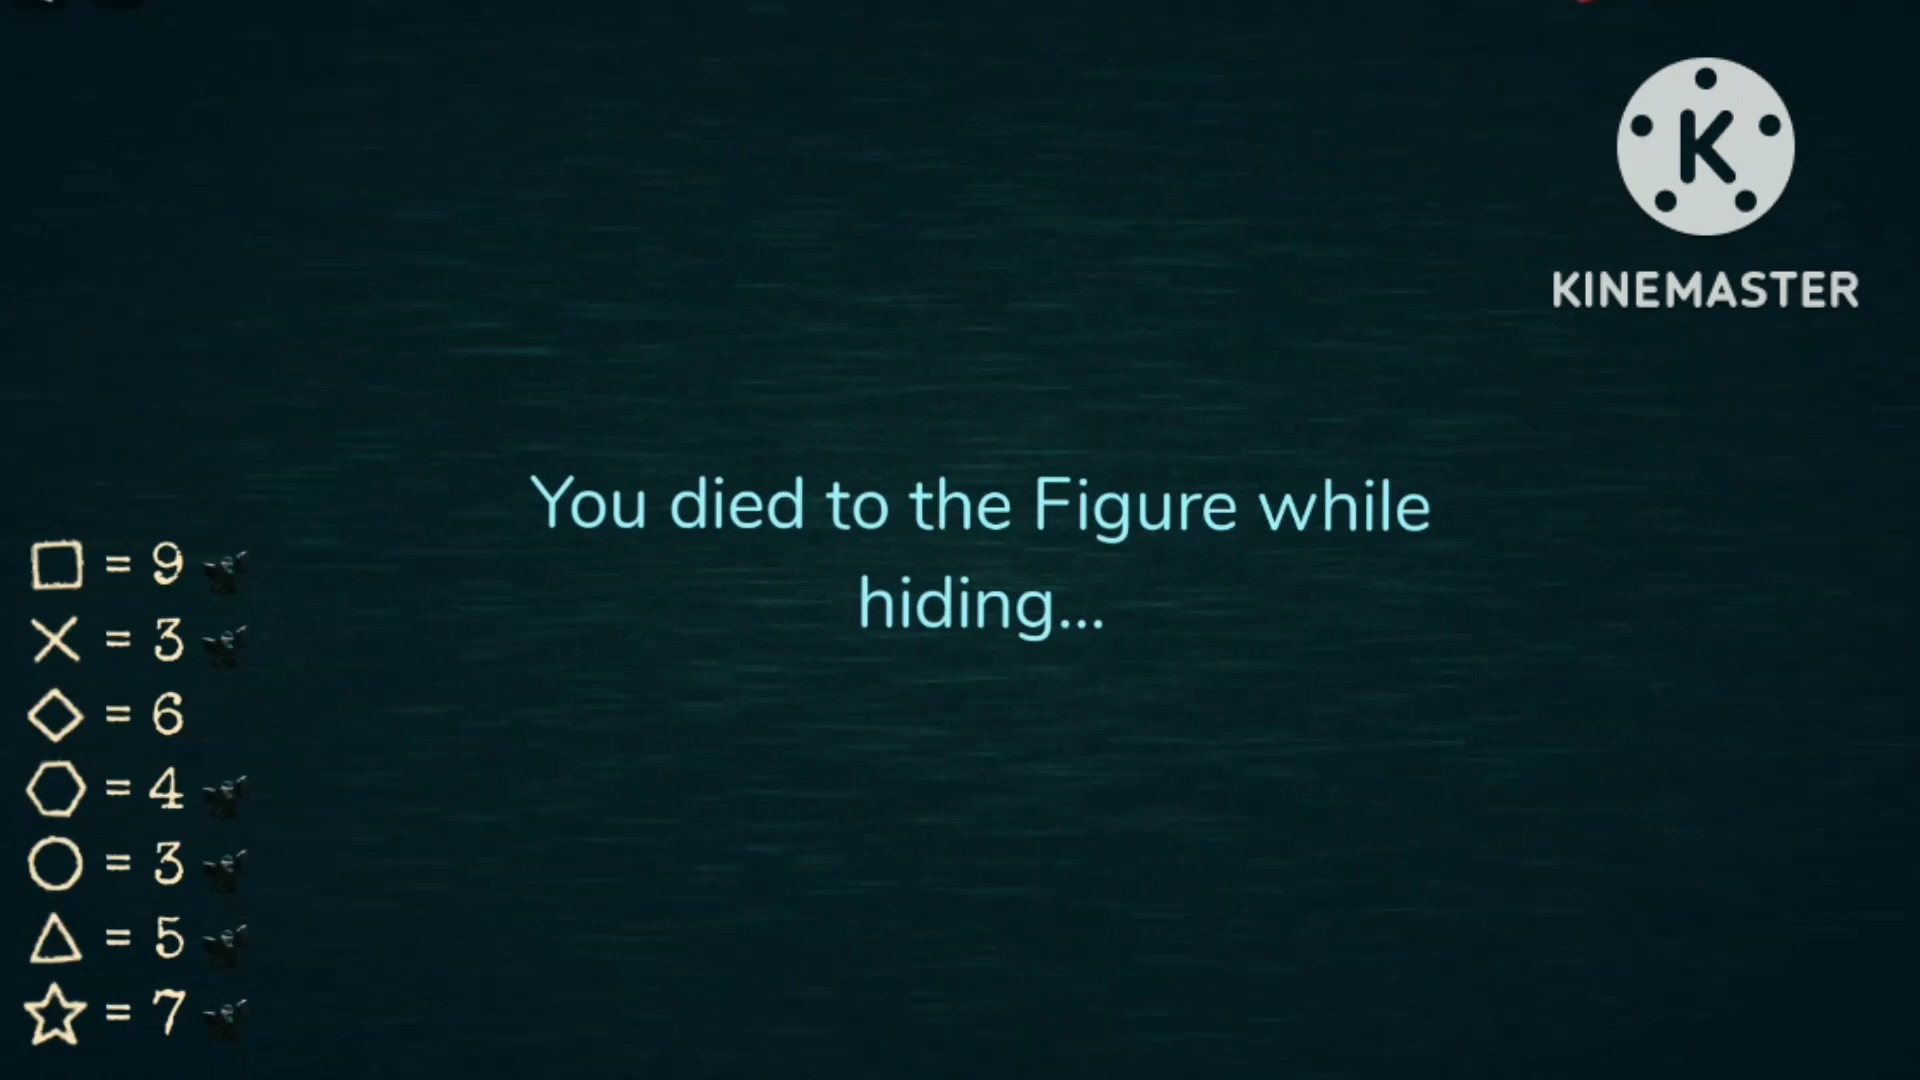 K
KINEMASTER
You died to the Figure while
hiding...
□ = 9
✕ = 3
◇ = 6
⬡ = 4
○ = 3
△ = 5
☆ = 7